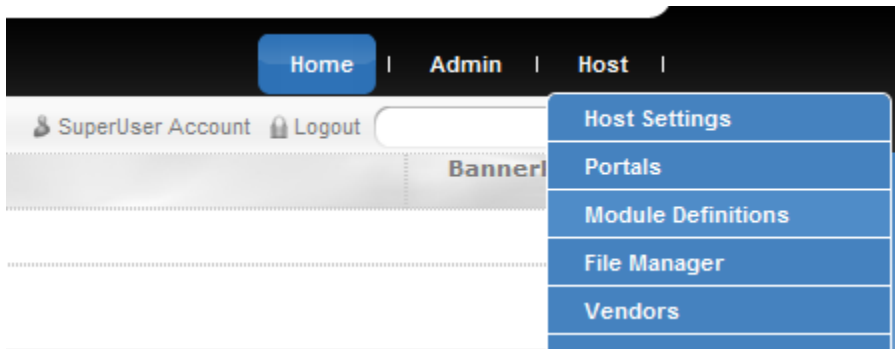 Home | Admin | Host |
SuperUser Account Logout
Host Settings
Portals
Module Definitions
File Manager
Vendors